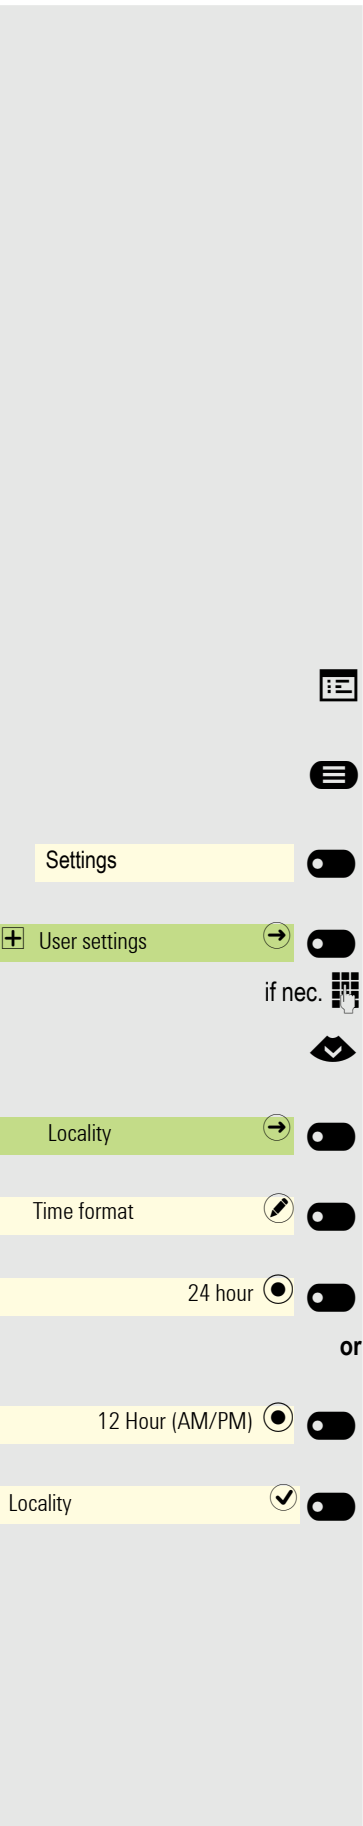 Settings
User settings
if nec.
Locality
Time format
24 hour
or
12 Hour (AM/PM)
Locality